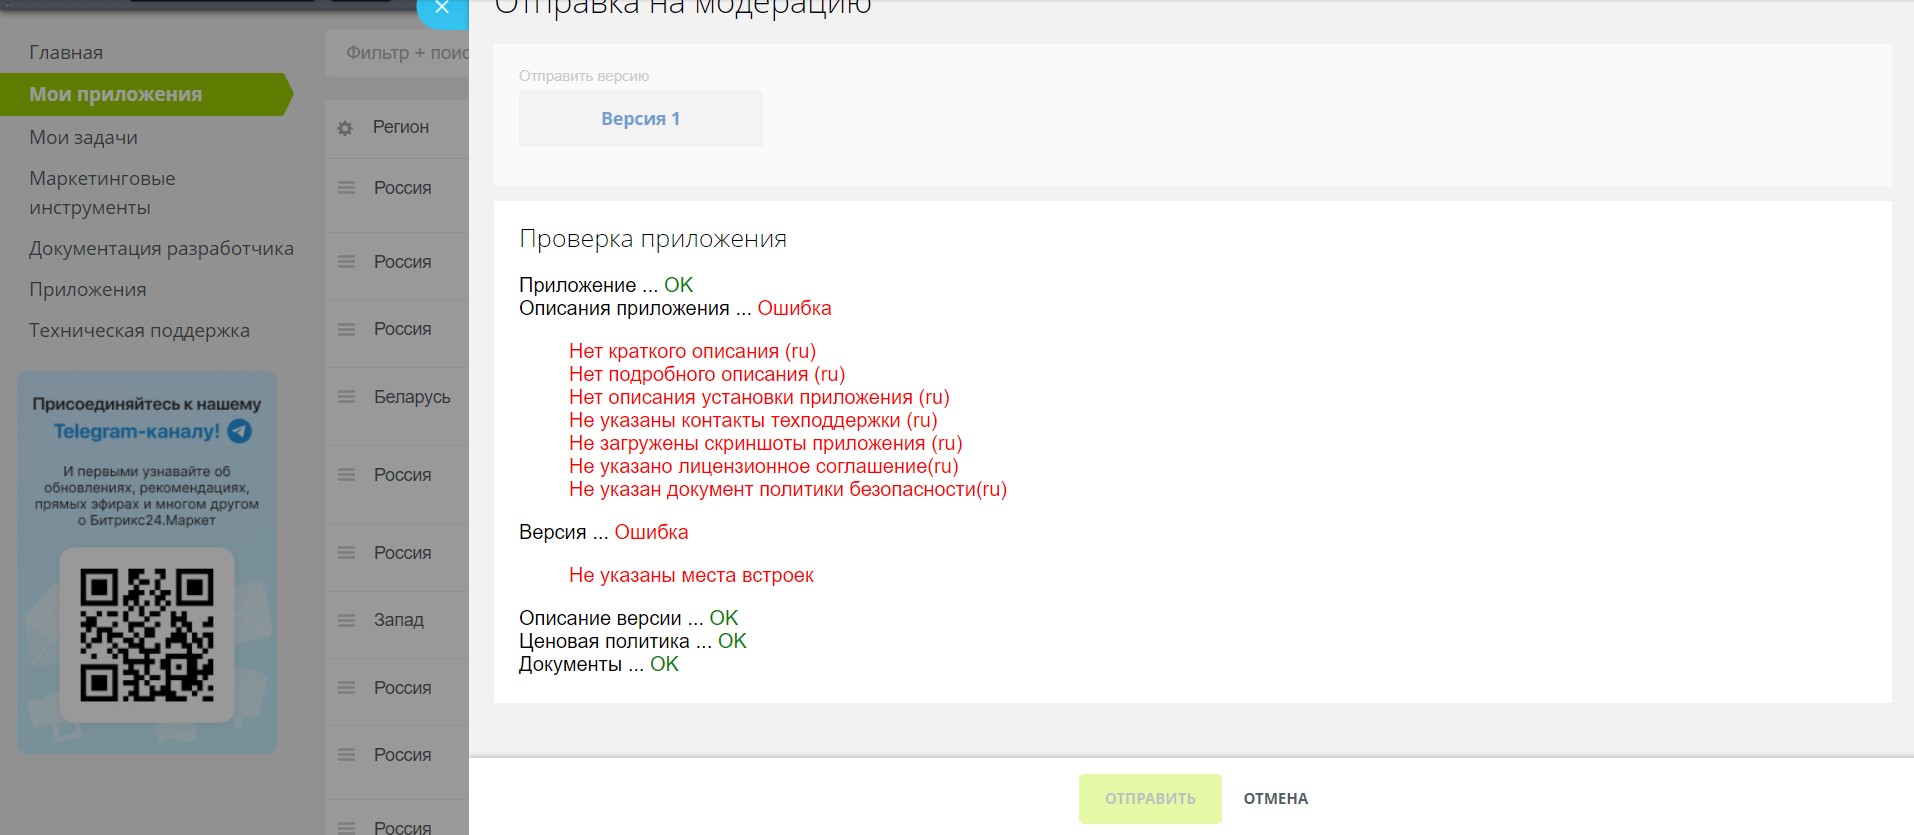 Отправка на модерацию
Главная
Мои приложения
Мои задачи
Маркетинговые
инструменты
Документация разработчика
Приложения
Техническая поддержка
Присоединяйтесь к нашему
Telegram-каналу!
И первыми узнавайте об
обновлениях, рекомендациях,
прямых эфирах и многом другом
о Битрикс24.Маркет
Фильтр + поис
Регион
Россия
Россия
Россия
Беларусь
Россия
Россия
Запад
Россия
Россия
Россия
Отправить версию
Версия 1
Проверка приложения
Приложение ... OK
Описания приложения ... Ошибка
Нет краткого описания (ru)
Нет подробного описания (ru)
Нет описания установки приложения (ru)
Не указаны контакты техподдержки (ru)
Не загружены скриншоты приложения (ru)
Не указано лицензионное соглашение(ru)
Не указан документ политики безопасности(ru)
Версия ... Ошибка
Не указаны места встроек
Описание версии ... OK
Ценовая политика ... OK
Документы ... OK
ОТПРАВИТЬ
ОТМЕНА